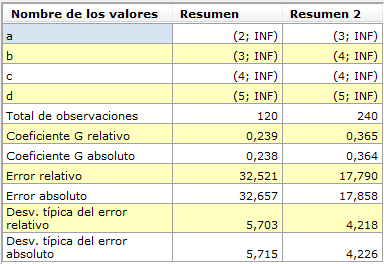 Nombre de los valores Resumen Resumen 2
a (2; INF) (3; INF)
b (3; INF) (4; INF)
c (4; INF) (4; INF)
d (5; INF) (5; INF)
Total de observaciones 120 240
Coeficiente G relativo 0,239 0,365
Coeficiente G absoluto 0,238 0,364
Error relativo 32,521 17,790
Error absoluto 32,657 17,858
Desv. típica del error
relativo 5,703 4,218
Desv. típica del error
absoluto 5,715 4,226